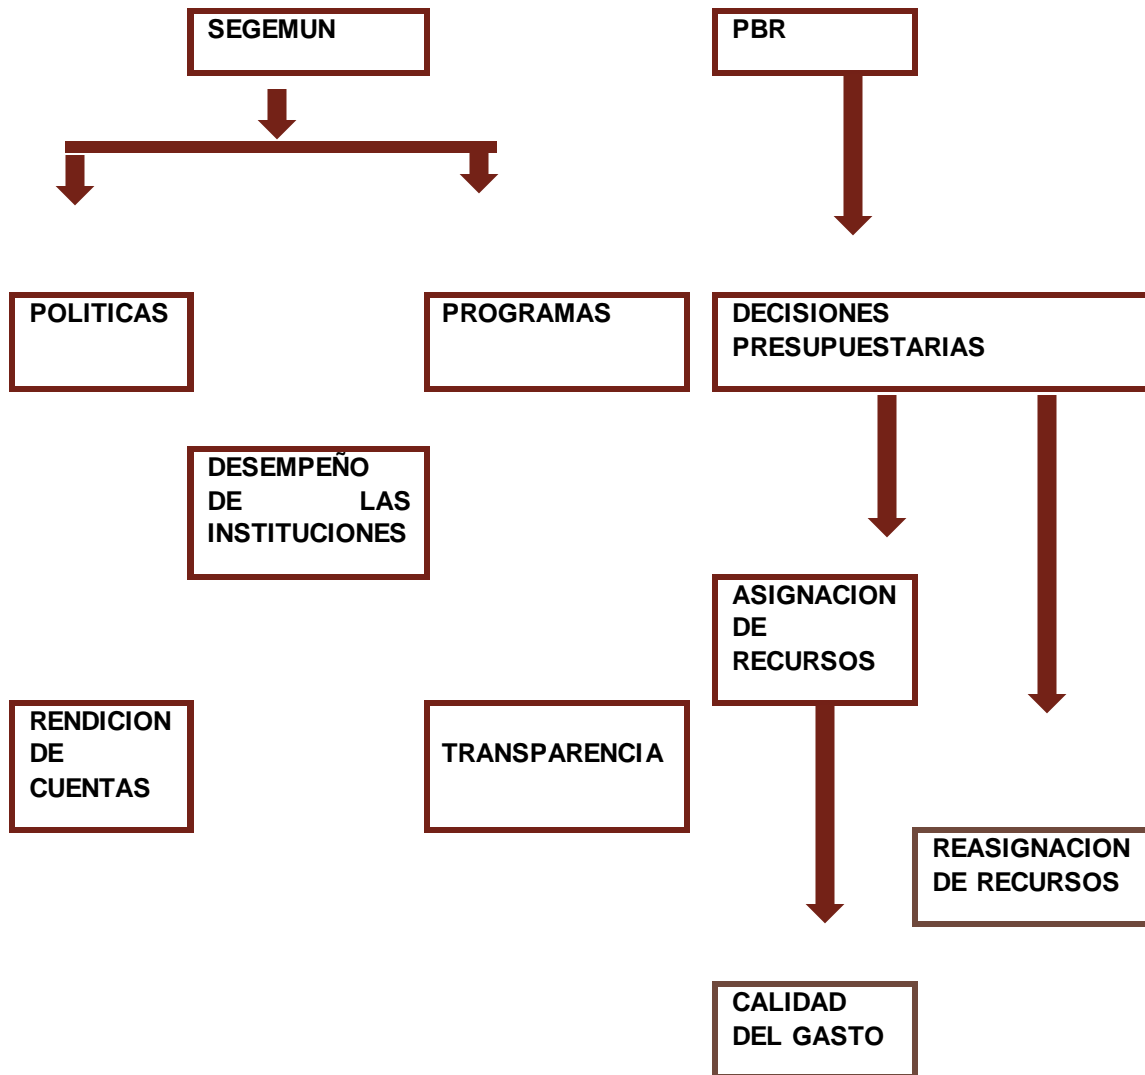 SEGEMUN
PBR
POLITICAS
PROGRAMAS
DECISIONES
PRESUPUESTARIAS
DESEMPEÑO
DE LAS
INSTITUCIONES
ASIGNACION
DE
RECURSOS
RENDICION
DE
CUENTAS
TRANSPARENCIA
REASIGNACION
DE RECURSOS
CALIDAD
DEL GASTO